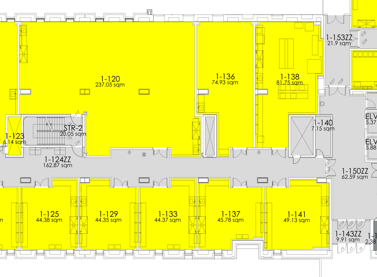 1-153ZZ
21.9 sqm
1-120
237.05 sqm
1-136
74.93 sqm
1-138
81.75 sqm
1-123
6.14 sqm
STR-2
20.05 sqm
1-140
7.15 sqm
ELV
5.37
ELV
5.88
1-124ZZ
162.87 sqm
1-150ZZ
62.59 sqm
1-125
44.38 sqm
1-129
44.35 sqm
1-133
44.37 sqm
1-137
45.78 sqm
1-141
49.13 sqm
1-143ZZ
9.91 sqm
2.38